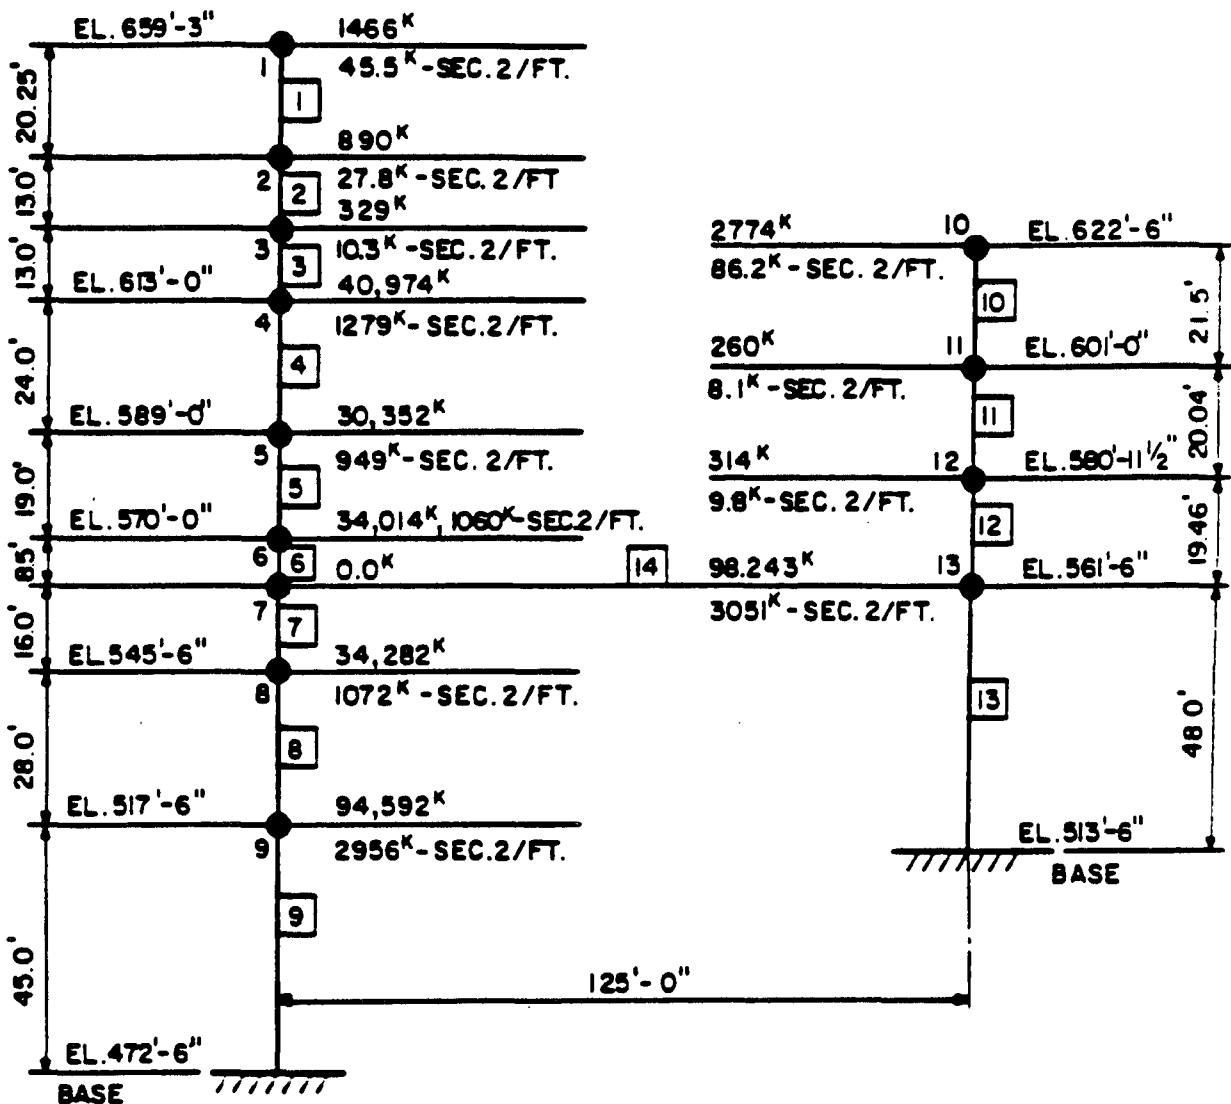 EL. 659'-3" 1466ᴷ
1 45.5ᴷ-SEC. 2/FT.
20.25'
1
890ᴷ
2 27.8ᴷ-SEC. 2/FT
13.0'
2
329ᴷ
3 10.3ᴷ-SEC. 2/FT.
13.0'
3
EL. 613'-0" 40,974ᴷ
4 1279ᴷ-SEC. 2/FT.
24.0'
4
EL. 589'-0" 30,352ᴷ
5 949ᴷ-SEC. 2/FT.
19.0'
5
EL. 570'-0" 34,014ᴷ, 1060ᴷ-SEC.2/FT.
6 0.0ᴷ
8.5'
6
14
7
16.0'
7
EL.545'-6" 34,282ᴷ
8 1072ᴷ-SEC. 2/FT.
28.0'
8
EL. 517'-6" 94,592ᴷ
9 2956ᴷ-SEC.2/FT.
45.0'
9
EL. 472'-6"
BASE
125'-0"
2774ᴷ 10 EL. 622'-6"
86.2ᴷ-SEC. 2/FT.
10
21.5'
260ᴷ 11 EL. 601'-0"
8.1ᴷ-SEC. 2/FT.
11
20.04'
314ᴷ 12 EL.580'-11½"
9.8ᴷ-SEC. 2/FT.
12
19.46'
98.243ᴷ 13 EL.561'-6"
3051ᴷ-SEC. 2/FT.
13
48.0'
EL. 513'-6"
BASE